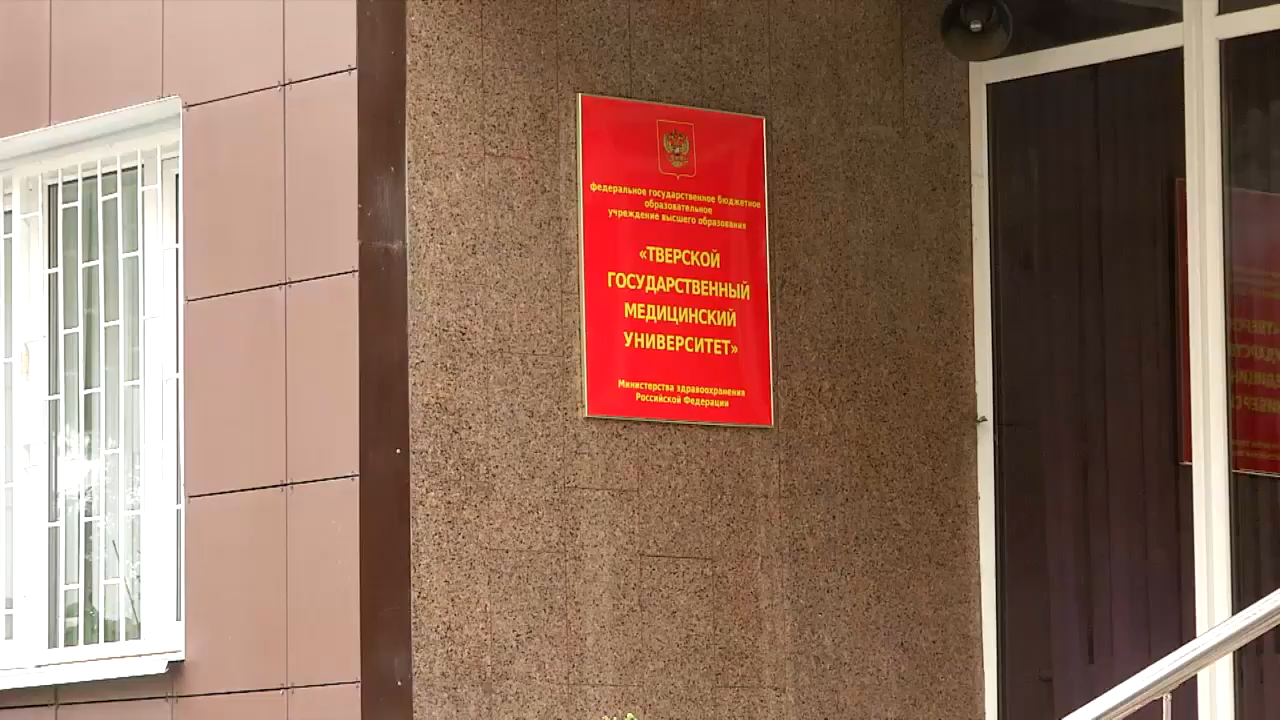 федеральное государственное бюджетное
образовательное
учреждение высшего образования
«ТВЕРСКОЙ
ГОСУДАРСТВЕННЫЙ
МЕДИЦИНСКИЙ
УНИВЕРСИТЕТ»
Министерства здравоохранения
Российской Федерации